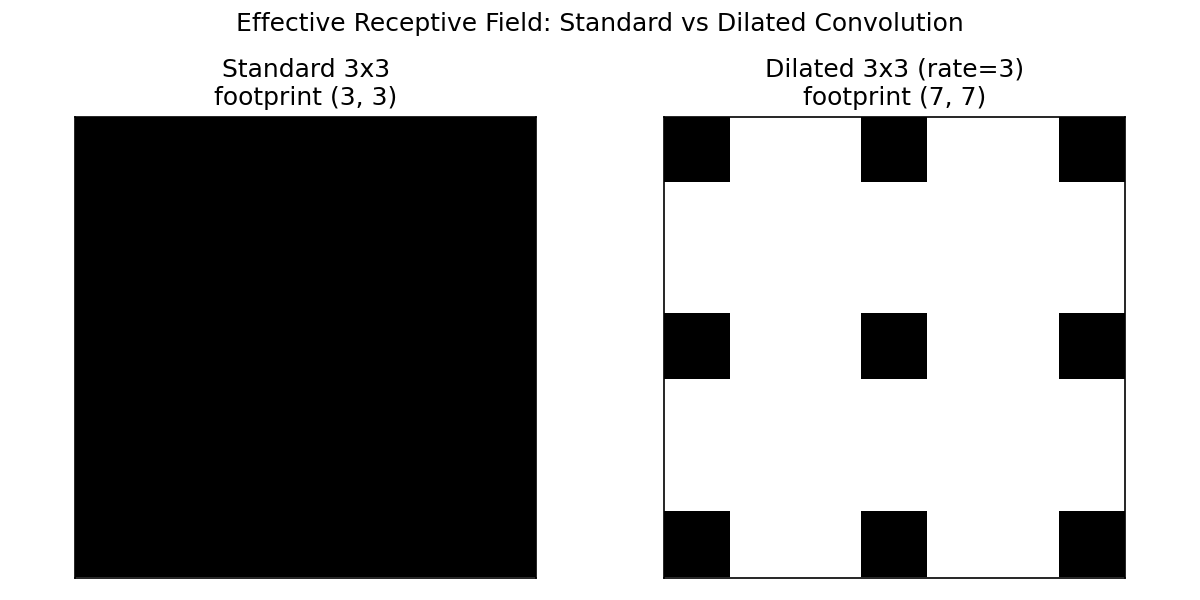 Effective Receptive Field: Standard vs Dilated Convolution
Standard 3x3
footprint (3, 3)
Dilated 3x3 (rate=3)
footprint (7, 7)